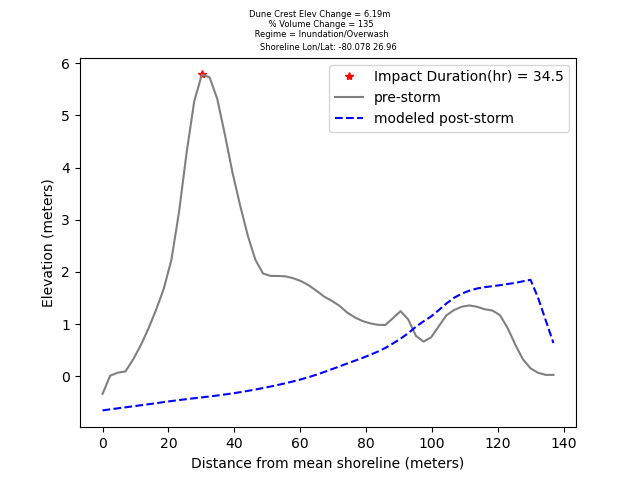 Dune Crest Elev Change = 6.19m
% Volume Change = 135
Regime = Inundation/Overwash
Shoreline Lon/Lat: -80.078 26.96
Impact Duration(hr) = 34.5
pre-storm
modeled post-storm
Elevation (meters)
6
5
4
3
2
1
0
0 20 40 60 80 100 120 140
Distance from mean shoreline (meters)